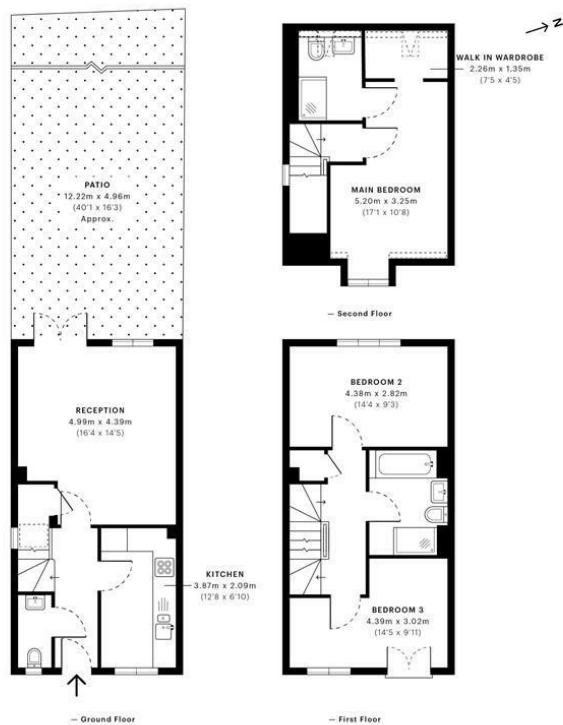 N
WALK IN WARDROBE
2.26m x 1.35m
(7'5 x 4'5)
PATIO
12.22m x 4.96m
(40'1 x 16'3)
Approx.
MAIN BEDROOM
5.20m x 3.25m
(17'1 x 10'8)
— Second Floor
RECEPTION
4.99m x 4.39m
(16'4 x 14'5)
BEDROOM 2
4.38m x 2.82m
(14'4 x 9'3)
KITCHEN
3.87m x 2.09m
(12'8 x 6'10)
BEDROOM 3
4.39m x 3.02m
(14'5 x 9'11)
— Ground Floor
— First Floor